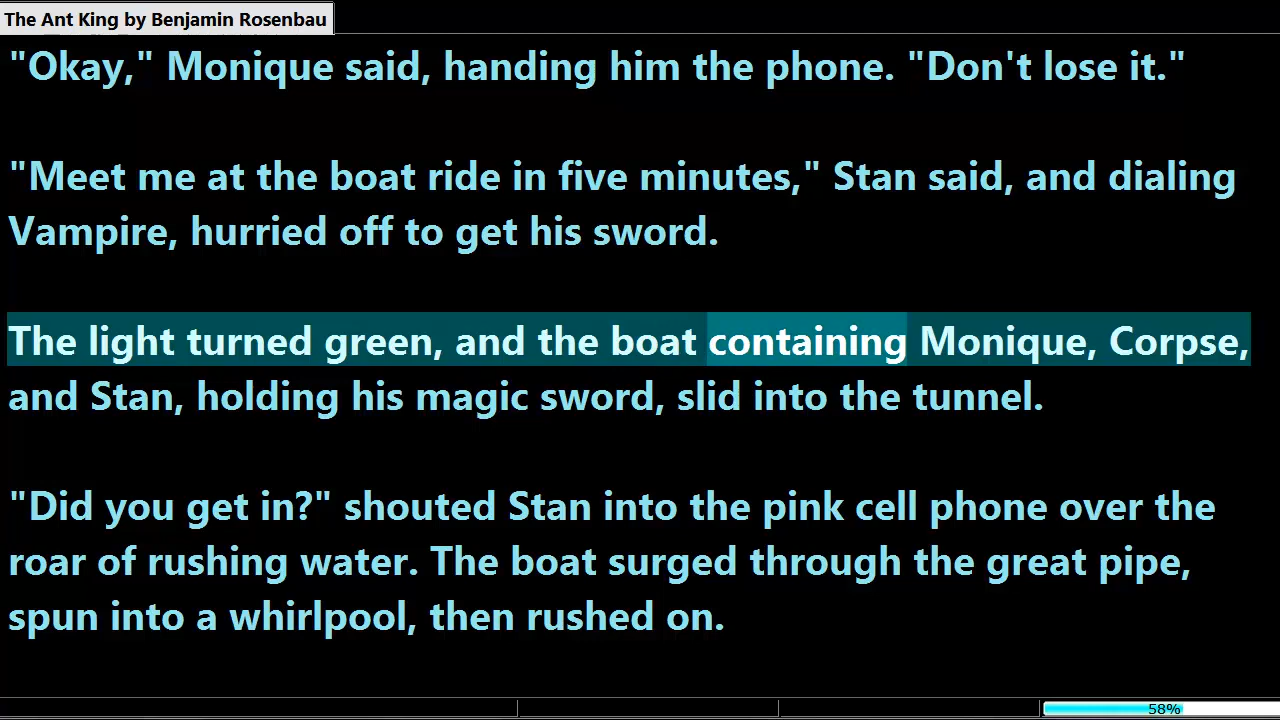 The Ant King by Benjamin Rosenbau
"Okay," Monique said, handing him the phone. "Don't lose it."
"Meet me at the boat ride in five minutes," Stan said, and dialing
Vampire, hurried off to get his sword.
The light turned green, and the boat containing Monique, Corpse,
and Stan, holding his magic sword, slid into the tunnel.
"Did you get in?" shouted Stan into the pink cell phone over the
roar of rushing water. The boat surged through the great pipe,
spun into a whirlpool, then rushed on.
58%